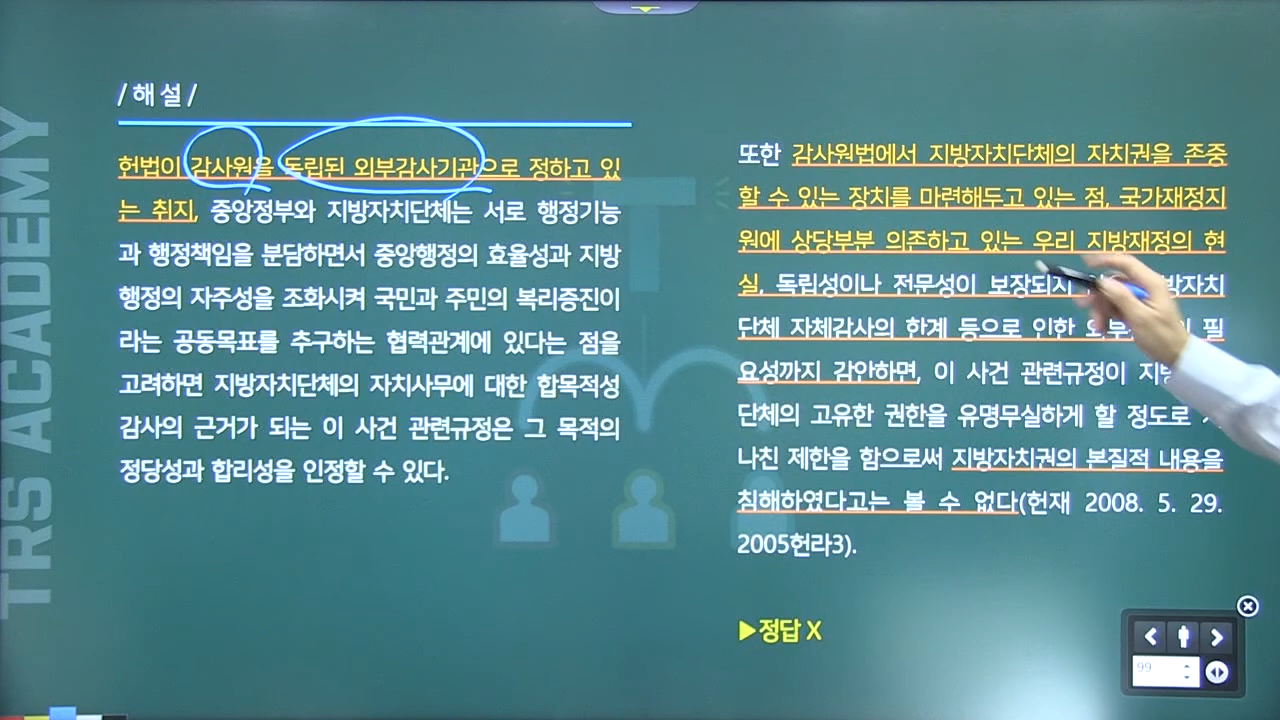 / 해 설 /
헌법이 감사원을 독립된 외부감사기관으로 정하고 있
는 취지, 중앙정부와 지방자치단체는 서로 행정기능
과 행정책임을 분담하면서 중앙행정의 효율성과 지방
행정의 자주성을 조화시켜 국민과 주민의 복리증진이
라는 공동목표를 추구하는 협력관계에 있다는 점을
고려하면 지방자치단체의 자치사무에 대한 합목적성
감사의 근거가 되는 이 사건 관련규정은 그 목적의
정당성과 합리성을 인정할 수 있다.
또한 감사원법에서 지방자치단체의 자치권을 존중
할 수 있는 장치를 마련해두고 있는 점, 국가재정지
원에 상당부분 의존하고 있는 우리 지방재정의 현
실, 독립성이나 전문성이 보장되지
단체 자체감사의 한계 등으로 인한 필
요성까지 감안하면, 이 사건 관련규정이
단체의 고유한 권한을 유명무실하게 할 정도로
나친 제한을 함으로써 지방자치권의 본질적 내용을
침해하였다고는 볼 수 없다(헌재 2008. 5. 29.
2005헌라3).
▶정답 X
TRS ACADEMY
99